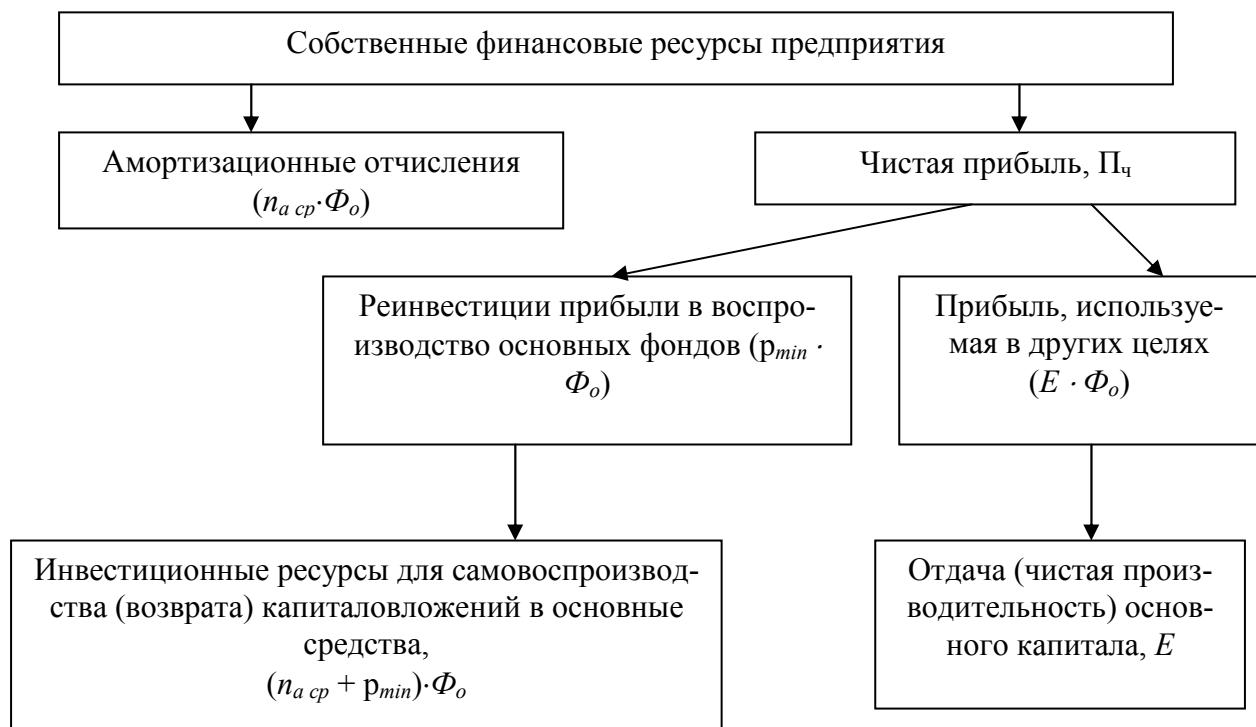 Собственные финансовые ресурсы предприятия
Амортизационные отчисления
(n_{а ср}·Ф_о)
Чистая прибыль, П_ч
Реинвестиции прибыли в воспро-
изводство основных фондов (p_{min} ·
Ф_о)
Прибыль, используе-
мая в других целях
(E · Ф_о)
Инвестиционные ресурсы для самовоспроизвод-
ства (возврата) капиталовложений в основные
средства,
(n_{а ср} + p_{min})·Ф_о
Отдача (чистая произ-
водительность) основ-
ного капитала, E